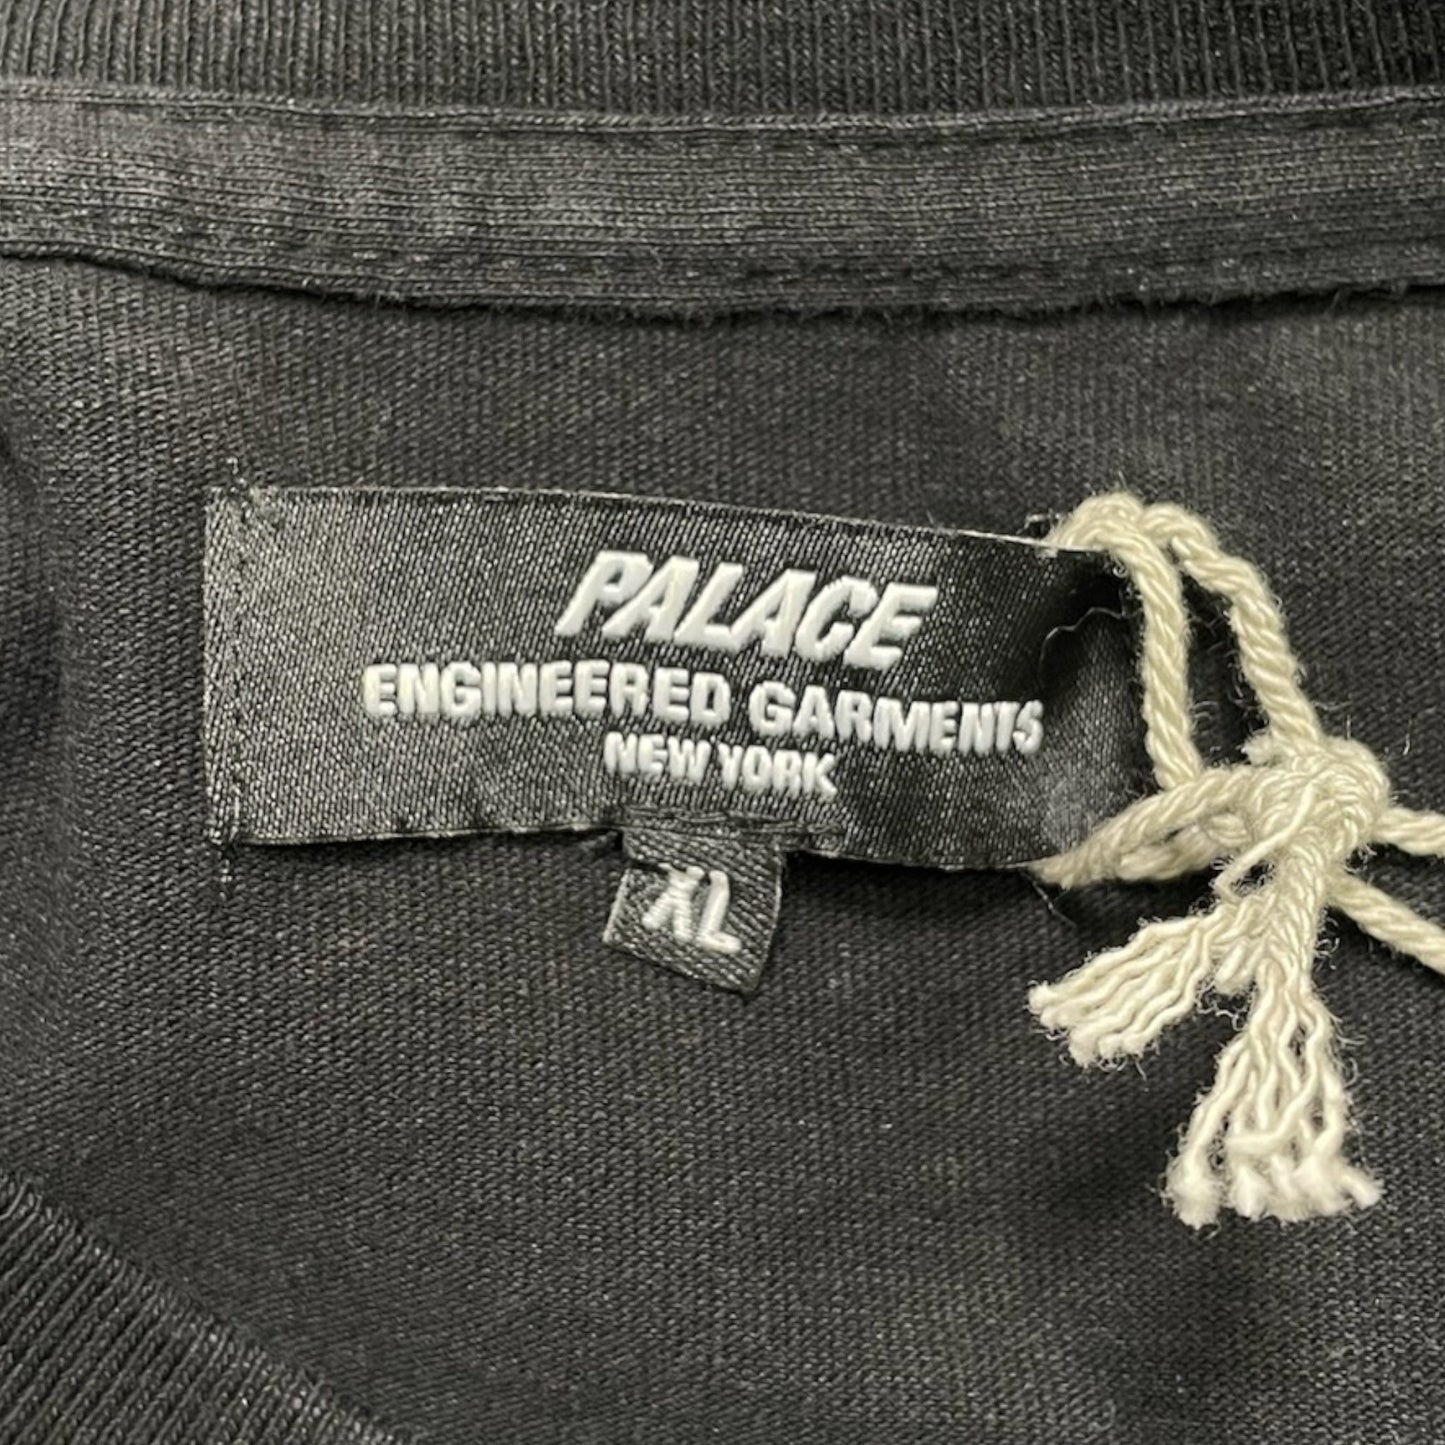 PALACE
ENGINEERED GARMENTS
NEW YORK
XL